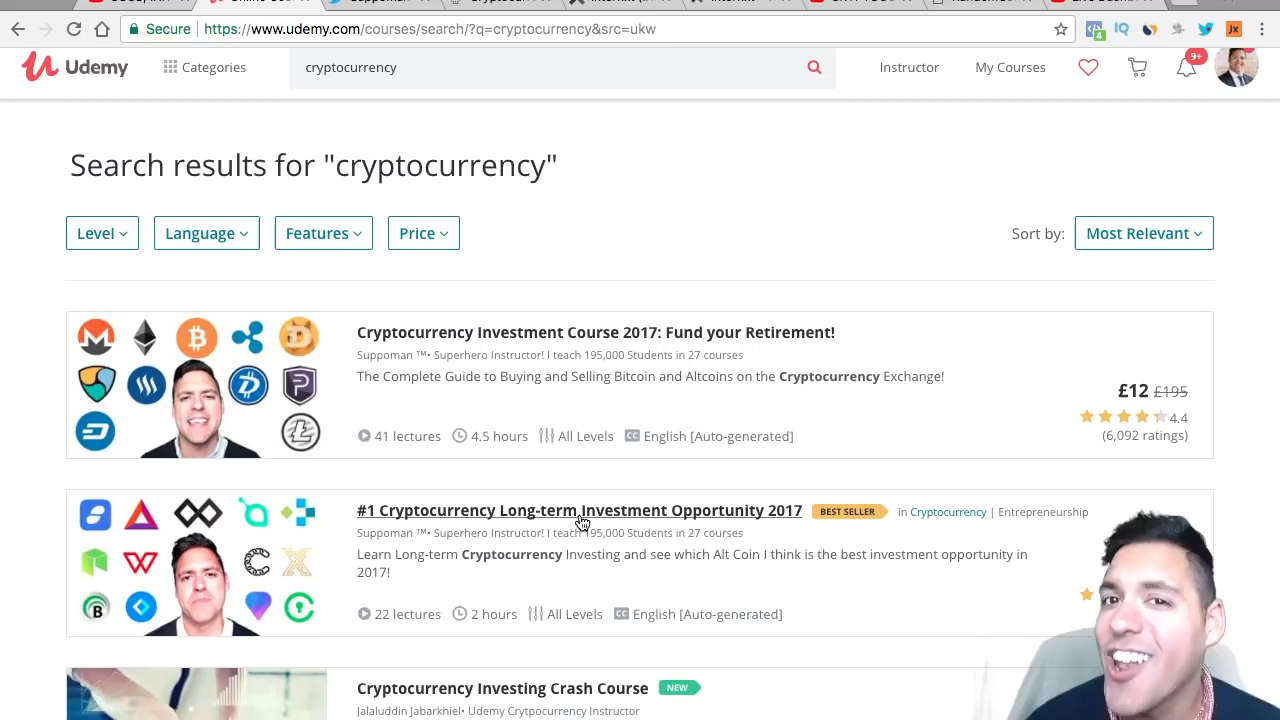 Secure
https://www.udemy.com/courses/search/?q=cryptocurrency&src=ukw
4
IQ
Jx
Udemy
Categories
cryptocurrency
Instructor
My Courses
9+
Search results for "cryptocurrency"
Level
Language
Features
Price
Sort by:
Most Relevant
Cryptocurrency Investment Course 2017: Fund your Retirement!
Suppoman ™• Superhero Instructor! I teach 195,000 Students in 27 courses
The Complete Guide to Buying and Selling Bitcoin and Altcoins on the Cryptocurrency Exchange!
£12 £195
4.4
(6,092 ratings)
41 lectures
4.5 hours
All Levels
CC English [Auto-generated]
#1 Cryptocurrency Long-term Investment Opportunity 2017
BEST SELLER
in Cryptocurrency | Entrepreneurship
Suppoman ™• Superhero Instructor! I teach 195,000 Students in 27 courses
Learn Long-term Cryptocurrency Investing and see which Alt Coin I think is the best investment opportunity in
2017!
22 lectures
2 hours
All Levels
CC English [Auto-generated]
Cryptocurrency Investing Crash Course
NEW
Jalaluddin Jabarkhiel• Udemy Crytpocurrency Instructor